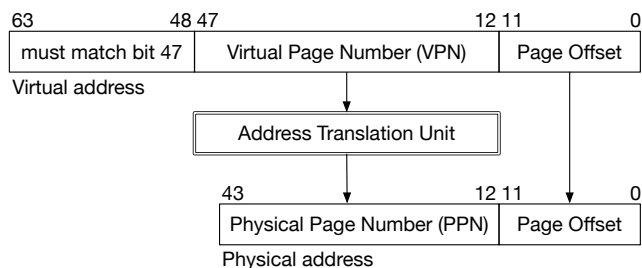 63 48 47 12 11 0
must match bit 47 Virtual Page Number (VPN) Page Offset
Virtual address
Address Translation Unit
43 12 11 0
Physical Page Number (PPN) Page Offset
Physical address